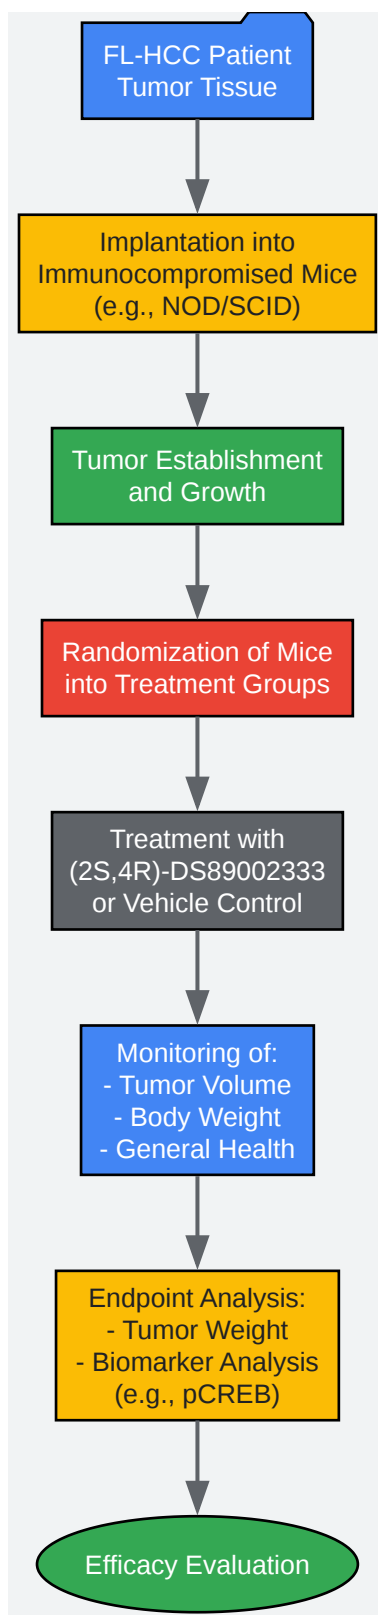 FL-HCC Patient
Tumor Tissue
Implantation into
Immunocompromised Mice
(e.g., NOD/SCID)
Tumor Establishment
and Growth
Randomization of Mice
into Treatment Groups
Treatment with
(2S,4R)-DS89002333
or Vehicle Control
Monitoring of:
- Tumor Volume
- Body Weight
- General Health
Endpoint Analysis:
- Tumor Weight
- Biomarker Analysis
(e.g., pCREB)
Efficacy Evaluation